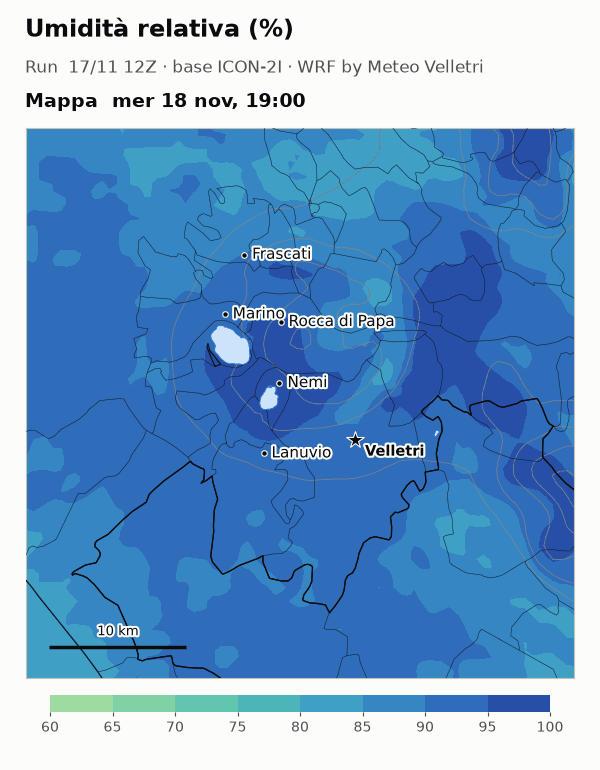 Umidità relativa (%)
Run  17/11 12Z · base ICON-2I · WRF by Meteo Velletri
Mappa  mer 18 nov, 19:00
Frascati
Marino
Rocca di Papa
Nemi
Velletri
Lanuvio
10 km
60 65 70 75 80 85 90 95 100